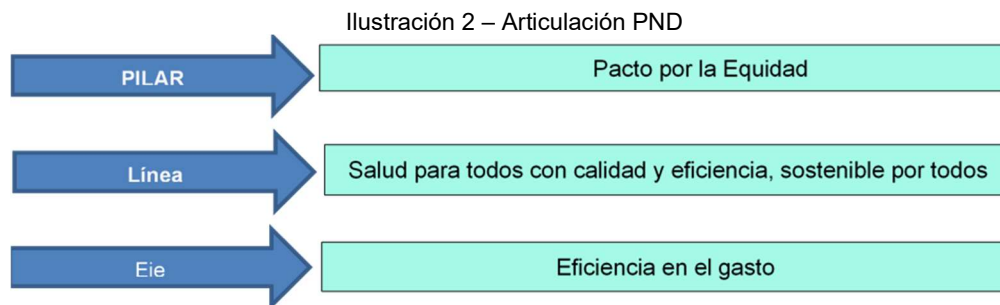 Ilustración 2 – Articulación PND
PILAR
Pacto por la Equidad
Línea
Salud para todos con calidad y eficiencia, sostenible por todos
Eie
Eficiencia en el gasto